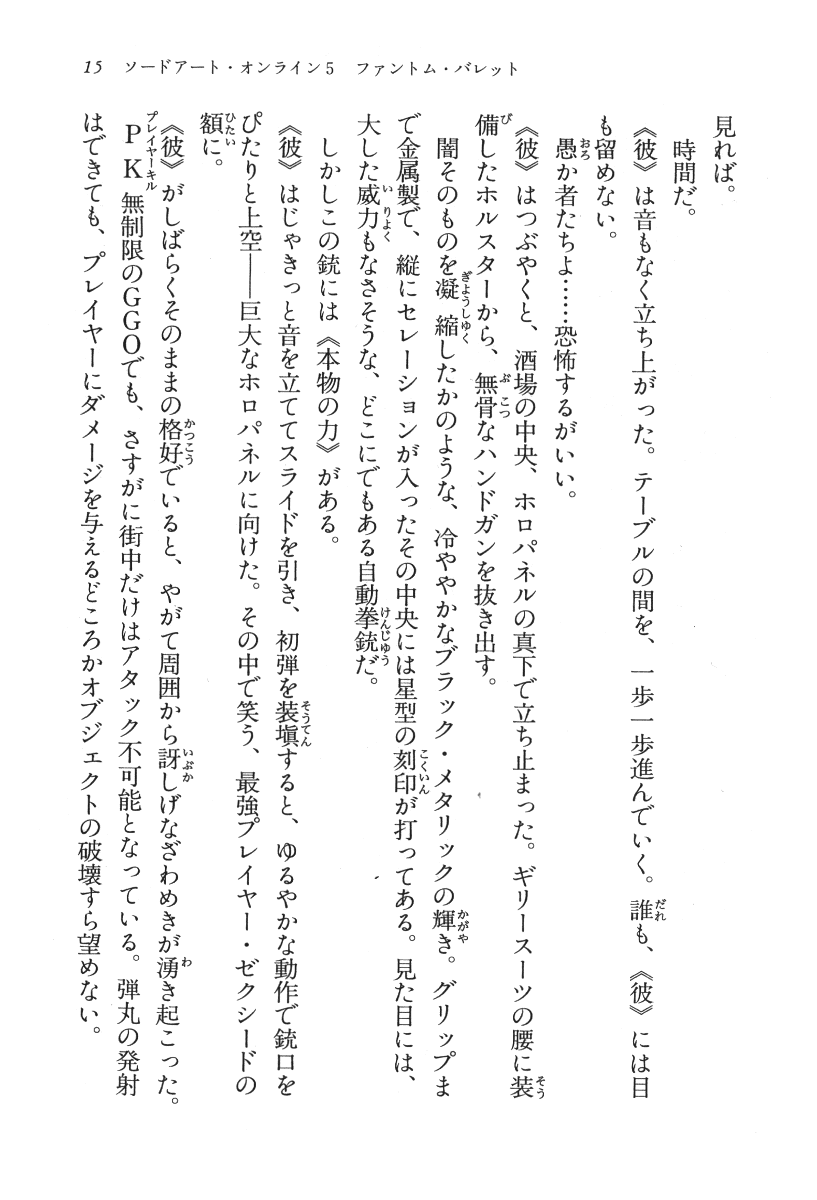 15　ソードアート・オンライン5　ファントム・バレット
見れば。
　時間だ。
　《彼》は音もなく立ち上がった。テーブルの間を、一歩一歩進んでいく。誰も、《彼》には目
も留めない。
　愚か者たちよ……恐怖するがいい。
　《彼》はつぶやくと、酒場の中央、ホロパネルの真下で立ち止まった。ギリースーツの腰に装
備したホルスターから、無骨なハンドガンを抜き出す。
　闇そのものを凝縮したかのような、冷ややかなブラック・メタリックの輝き。グリップま
で金属製で、縦にセレーションが入ったその中央には星型の刻印が打ってある。見た目には、
大した威力もなさそうな、どこにでもある自動拳銃だ。
　しかしこの銃には《本物の力》がある。
　《彼》はじゃきっと音を立ててスライドを引き、初弾を装塡すると、ゆるやかな動作で銃口を
ぴたりと上空――巨大なホロパネルに向けた。その中で笑う、最強プレイヤー・ゼクシードの
額に。
　《彼》がしばらくそのままの格好でいると、やがて周囲から訝しげなざわめきが湧き起こった。
　PK無制限のGGOでも、さすがに街中だけはアタック不可能となっている。弾丸の発射
はできても、プレイヤーにダメージを与えるどころかオブジェクトの破壊すら望めない。